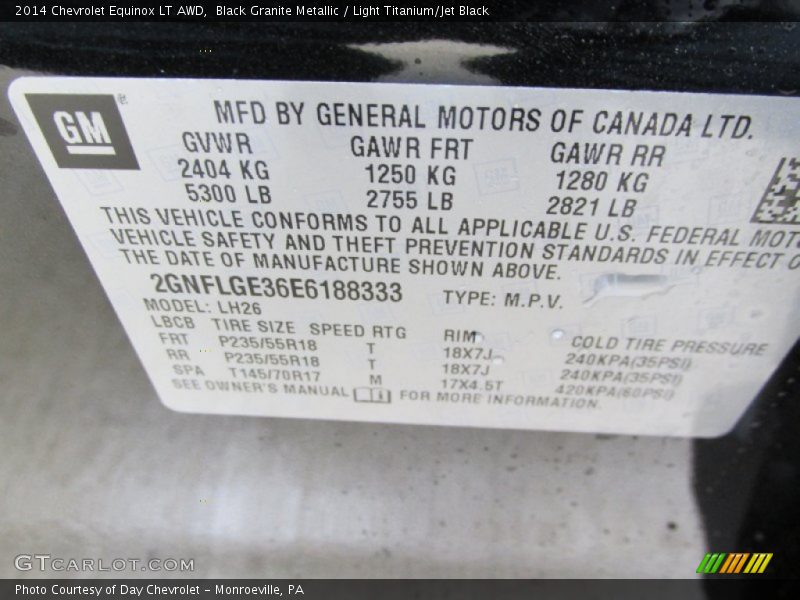 2014 Chevrolet Equinox LT AWD, Black Granite Metallic / Light Titanium/Jet Black
GM
MFD BY GENERAL MOTORS OF CANADA LTD.
GVWR GAWR FRT GAWR RR
2404 KG 1250 KG 1280 KG
5300 LB 2755 LB 2821 LB
THIS VEHICLE CONFORMS TO ALL APPLICABLE U.S. FEDERAL MOT
VEHICLE SAFETY AND THEFT PREVENTION STANDARDS IN EFFECT
THE DATE OF MANUFACTURE SHOWN ABOVE.
2GNFLGE36E6188333 TYPE: M.P.V.
MODEL: LH26
LBCB TIRE SIZE SPEED RTG RIM COLD TIRE PRESSURE
FRT P235/55R18 T 18X7J 240KPA(35PSI)
RR P235/55R18 T 18X7J 240KPA(35PSI)
SPA T145/70R17 M 17X4.5T 420KPA(60PSI)
SEE OWNER'S MANUAL FOR MORE INFORMATION.
GTCARLOT.COM
Photo Courtesy of Day Chevrolet - Monroeville, PA